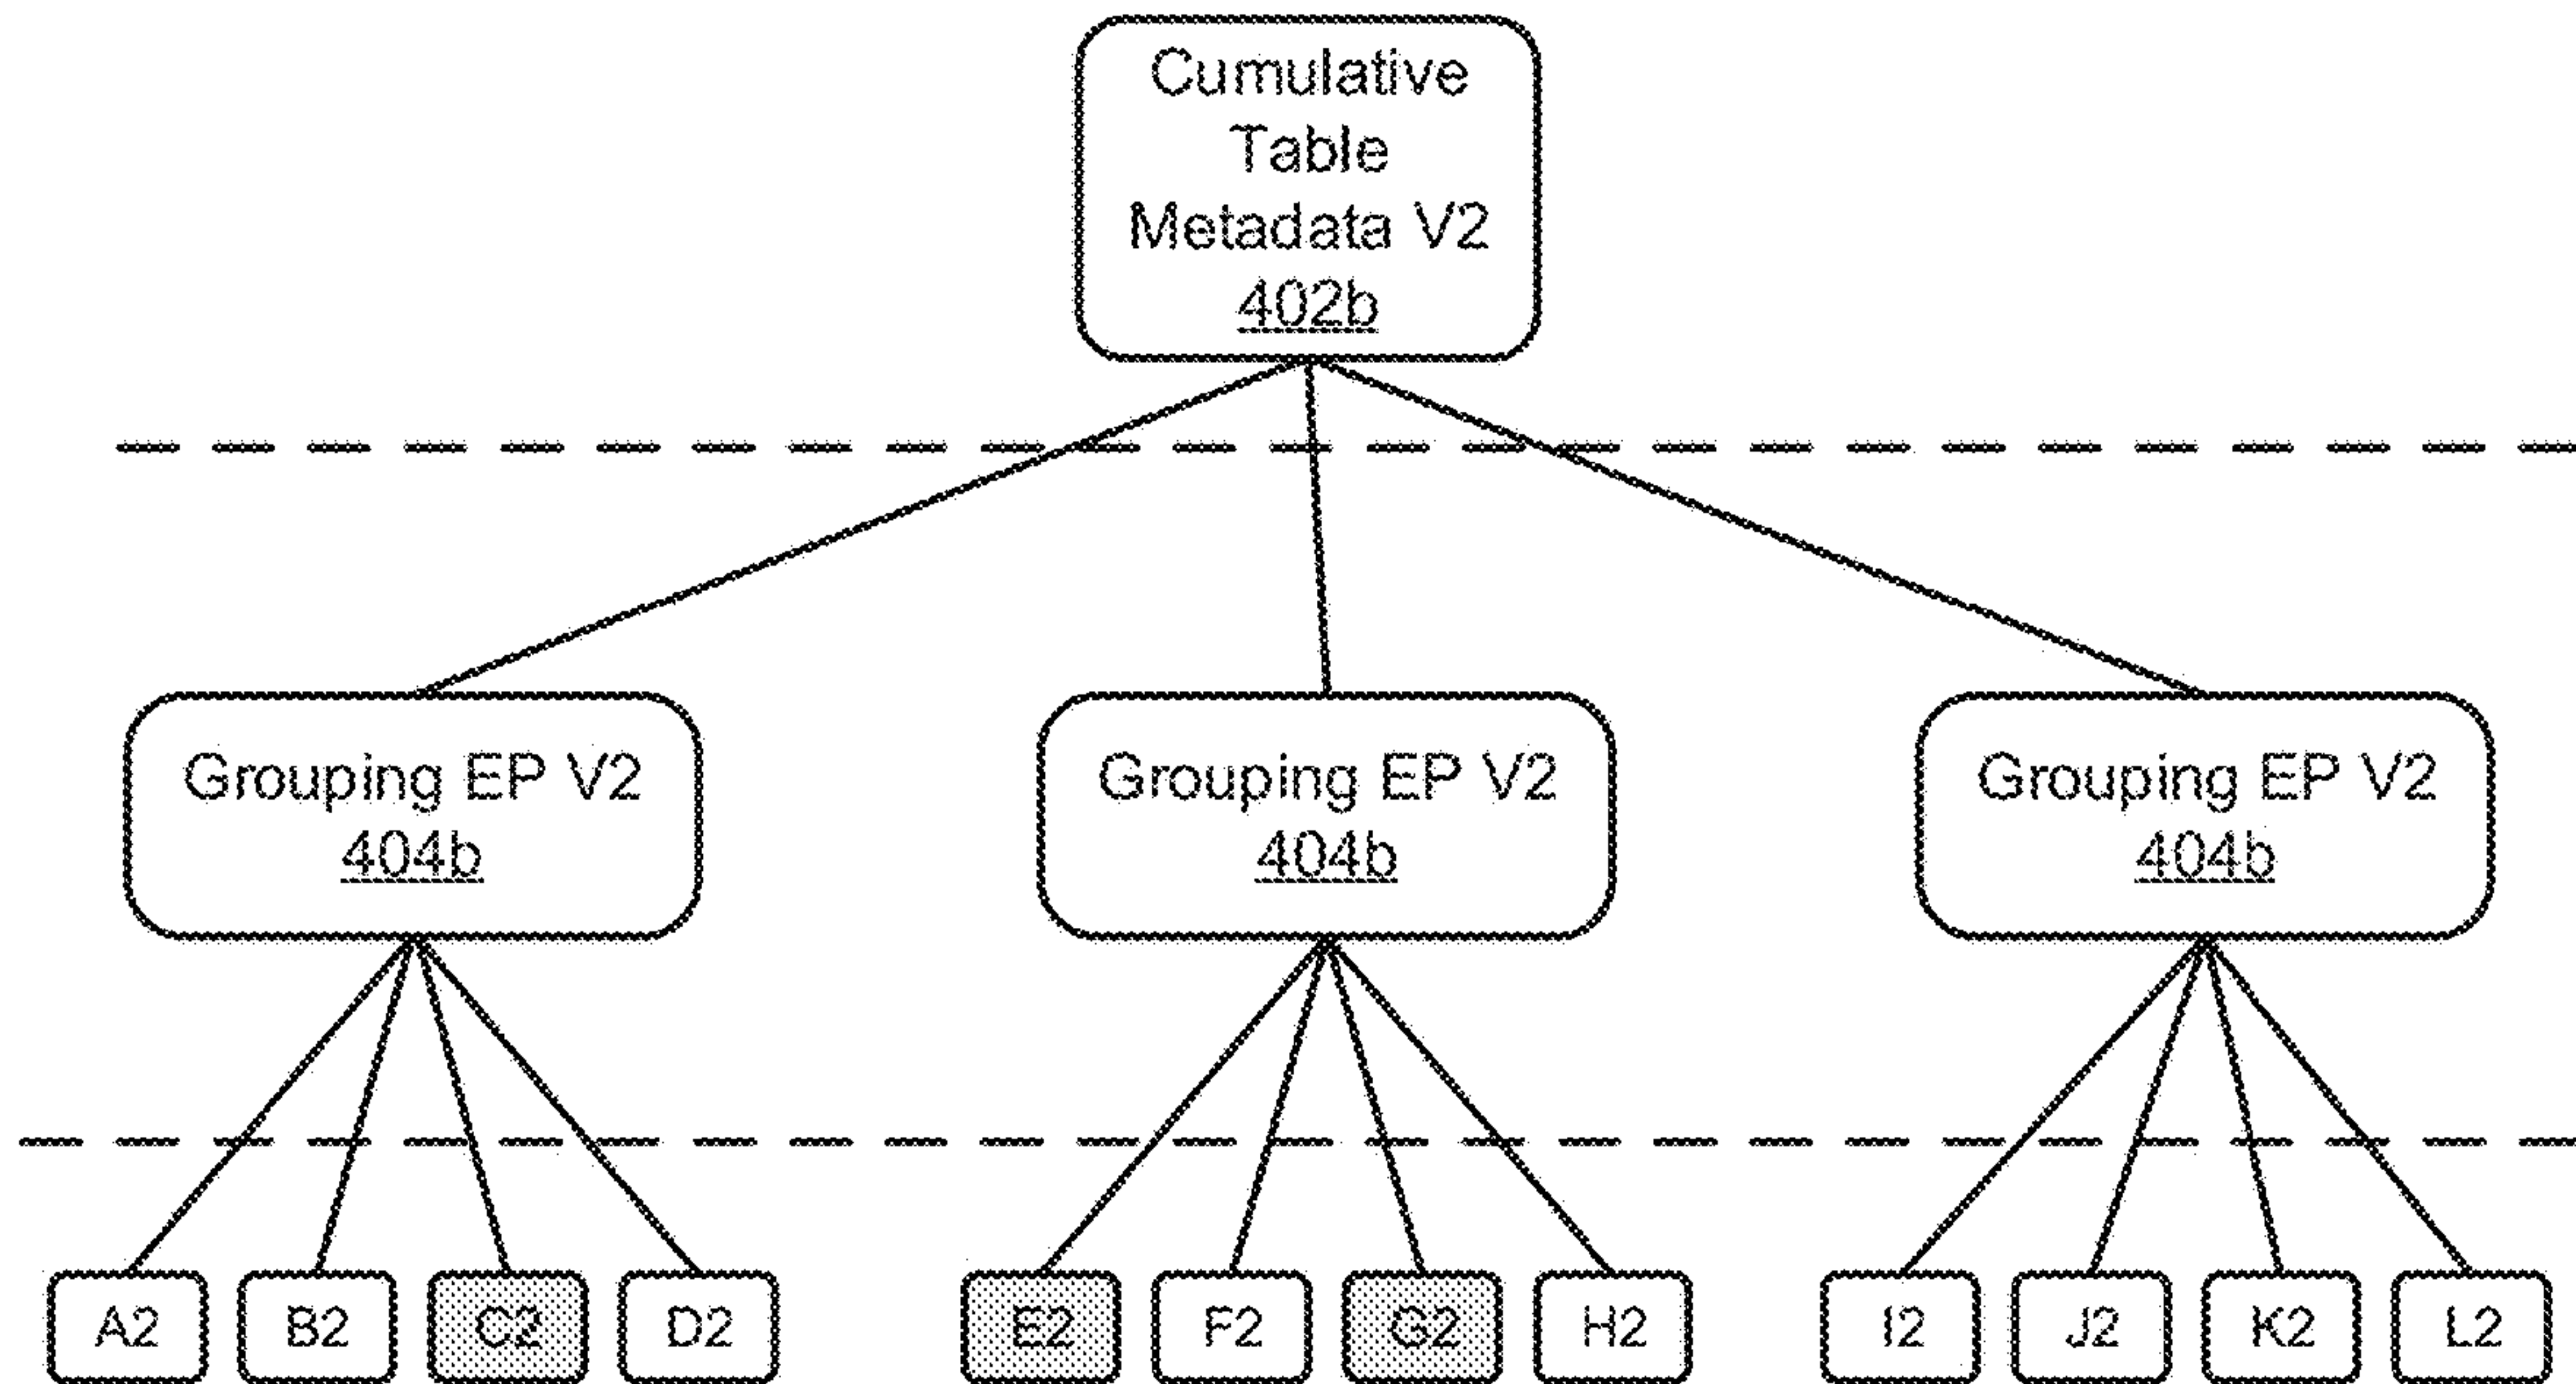 Cumulative
Table
Metadata V2
402b
Grouping EP V2
404b
Grouping EP V2
404b
Grouping EP V2
404b
A2
B2
C2
D2
E2
F2
G2
H2
I2
J2
K2
L2